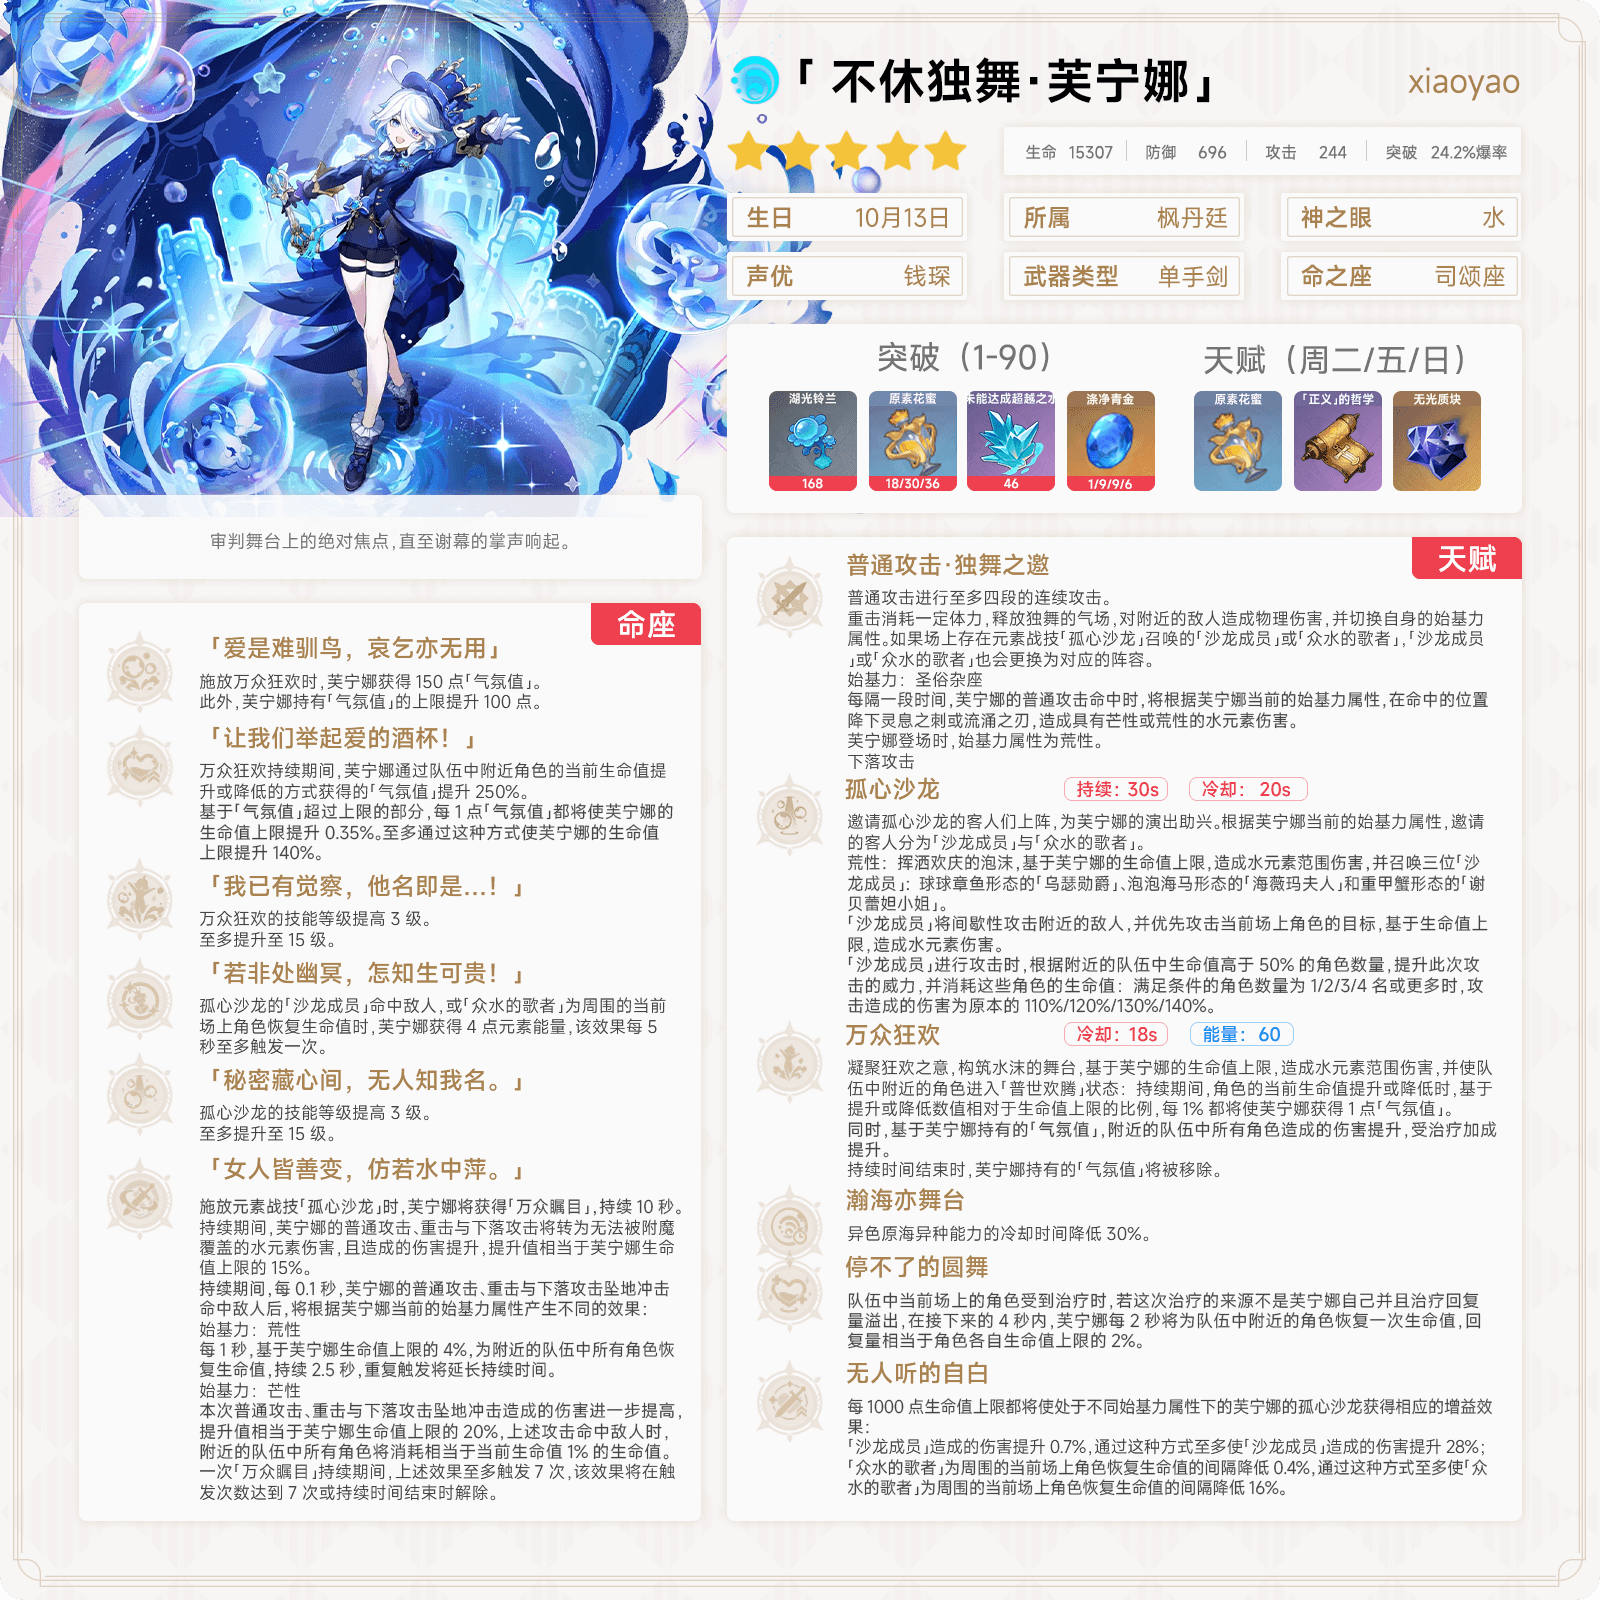 「 不休独舞·芙宁娜」
xiaoyao
生命 15307 防御 696 攻击 244 突破 24.2%爆率
生日 10月13日
所属 枫丹廷
神之眼 水
声优 钱琛
武器类型 单手剑
命之座 司颂座
突破（1-90）
天赋（周二/五/日）
湖光铃兰
原素花蜜
未能达成超越之水
涤净青金
原素花蜜
「正义」的哲学
无光质块
168
18/30/36
46
1/9/9/6
审判舞台上的绝对焦点,直至谢幕的掌声响起。
命座
「爱是难驯鸟，哀乞亦无用」
施放万众狂欢时,芙宁娜获得 150 点「气氛值」。
此外,芙宁娜持有「气氛值」的上限提升 100 点。
「让我们举起爱的酒杯！」
万众狂欢持续期间,芙宁娜通过队伍中附近角色的当前生命值提
升或降低的方式获得的「气氛值」提升 250%。
基于「气氛值」超过上限的部分,每 1 点「气氛值」都将使芙宁娜的
生命值上限提升 0.35%。至多通过这种方式使芙宁娜的生命值
上限提升 140%。
「我已有觉察，他名即是…！」
万众狂欢的技能等级提高 3 级。
至多提升至 15 级。
「若非处幽冥，怎知生可贵！」
孤心沙龙的「沙龙成员」命中敌人,或「众水的歌者」为周围的当前
场上角色恢复生命值时,芙宁娜获得 4 点元素能量,该效果每 5
秒至多触发一次。
「秘密藏心间，无人知我名。」
孤心沙龙的技能等级提高 3 级。
至多提升至 15 级。
「女人皆善变，仿若水中萍。」
施放元素战技「孤心沙龙」时,芙宁娜将获得「万众瞩目」,持续 10 秒。
持续期间,芙宁娜的普通攻击、重击与下落攻击将转为无法被附魔
覆盖的水元素伤害,且造成的伤害提升,提升值相当于芙宁娜生命
值上限的 15%。
持续期间,每 0.1 秒,芙宁娜的普通攻击、重击与下落攻击坠地冲击
命中敌人后,将根据芙宁娜当前的始基力属性产生不同的效果：
始基力：荒性
每 1 秒,基于芙宁娜生命值上限的 4%,为附近的队伍中所有角色恢
复生命值,持续 2.5 秒,重复触发将延长持续时间。
始基力：芒性
本次普通攻击、重击与下落攻击坠地冲击造成的伤害进一步提高,
提升值相当于芙宁娜生命值上限的 20%,上述攻击命中敌人时,
附近的队伍中所有角色将消耗相当于当前生命值 1% 的生命值。
一次「万众瞩目」持续期间,上述效果至多触发 7 次,该效果将在触
发次数达到 7 次或持续时间结束时解除。
天赋
普通攻击·独舞之邀
普通攻击进行至多四段的连续攻击。
重击消耗一定体力,释放独舞的气场,对附近的敌人造成物理伤害,并切换自身的始基力
属性。如果场上存在元素战技「孤心沙龙」召唤的「沙龙成员」或「众水的歌者」,「沙龙成员
」或「众水的歌者」也会更换为对应的阵容。
始基力：圣俗杂座
每隔一段时间,芙宁娜的普通攻击命中时,将根据芙宁娜当前的始基力属性,在命中的位置
降下灵息之刺或流涌之刃,造成具有芒性或荒性的水元素伤害。
芙宁娜登场时,始基力属性为荒性。
下落攻击
孤心沙龙 持续：30s 冷却： 20s
邀请孤心沙龙的客人们上阵,为芙宁娜的演出助兴。根据芙宁娜当前的始基力属性,邀请
的客人分为「沙龙成员」与「众水的歌者」。
荒性：挥洒欢庆的泡沫,基于芙宁娜的生命值上限,造成水元素范围伤害,并召唤三位「沙
龙成员」：球球章鱼形态的「乌瑟勋爵」、泡泡海马形态的「海薇玛夫人」和重甲蟹形态的「谢
贝蕾妲小姐」。
「沙龙成员」将间歇性攻击附近的敌人,并优先攻击当前场上角色的目标,基于生命值上
限,造成水元素伤害。
「沙龙成员」进行攻击时,根据附近的队伍中生命值高于 50% 的角色数量,提升此次攻
击的威力,并消耗这些角色的生命值：满足条件的角色数量为 1/2/3/4 名或更多时,攻
击造成的伤害为原本的 110%/120%/130%/140%。
万众狂欢 冷却：18s 能量： 60
凝聚狂欢之意,构筑水沫的舞台,基于芙宁娜的生命值上限,造成水元素范围伤害,并使队
伍中附近的角色进入「普世欢腾」状态：持续期间,角色的当前生命值提升或降低时,基于
提升或降低数值相对于生命值上限的比例,每 1% 都将使芙宁娜获得 1 点「气氛值」。
同时,基于芙宁娜持有的「气氛值」,附近的队伍中所有角色造成的伤害提升,受治疗加成
提升。
持续时间结束时,芙宁娜持有的「气氛值」将被移除。
瀚海亦舞台
异色原海异种能力的冷却时间降低 30%。
停不了的圆舞
队伍中当前场上的角色受到治疗时,若这次治疗的来源不是芙宁娜自己并且治疗回复
量溢出,在接下来的 4 秒内,芙宁娜每 2 秒将为队伍中附近的角色恢复一次生命值,回
复量相当于角色各自生命值上限的 2%。
无人听的自白
每 1000 点生命值上限都将使处于不同始基力属性下的芙宁娜的孤心沙龙获得相应的增益效
果：
「沙龙成员」造成的伤害提升 0.7%,通过这种方式至多使「沙龙成员」造成的伤害提升 28%;
「众水的歌者」为周围的当前场上角色恢复生命值的间隔降低 0.4%,通过这种方式至多使「众
水的歌者」为周围的当前场上角色恢复生命值的间隔降低 16%。